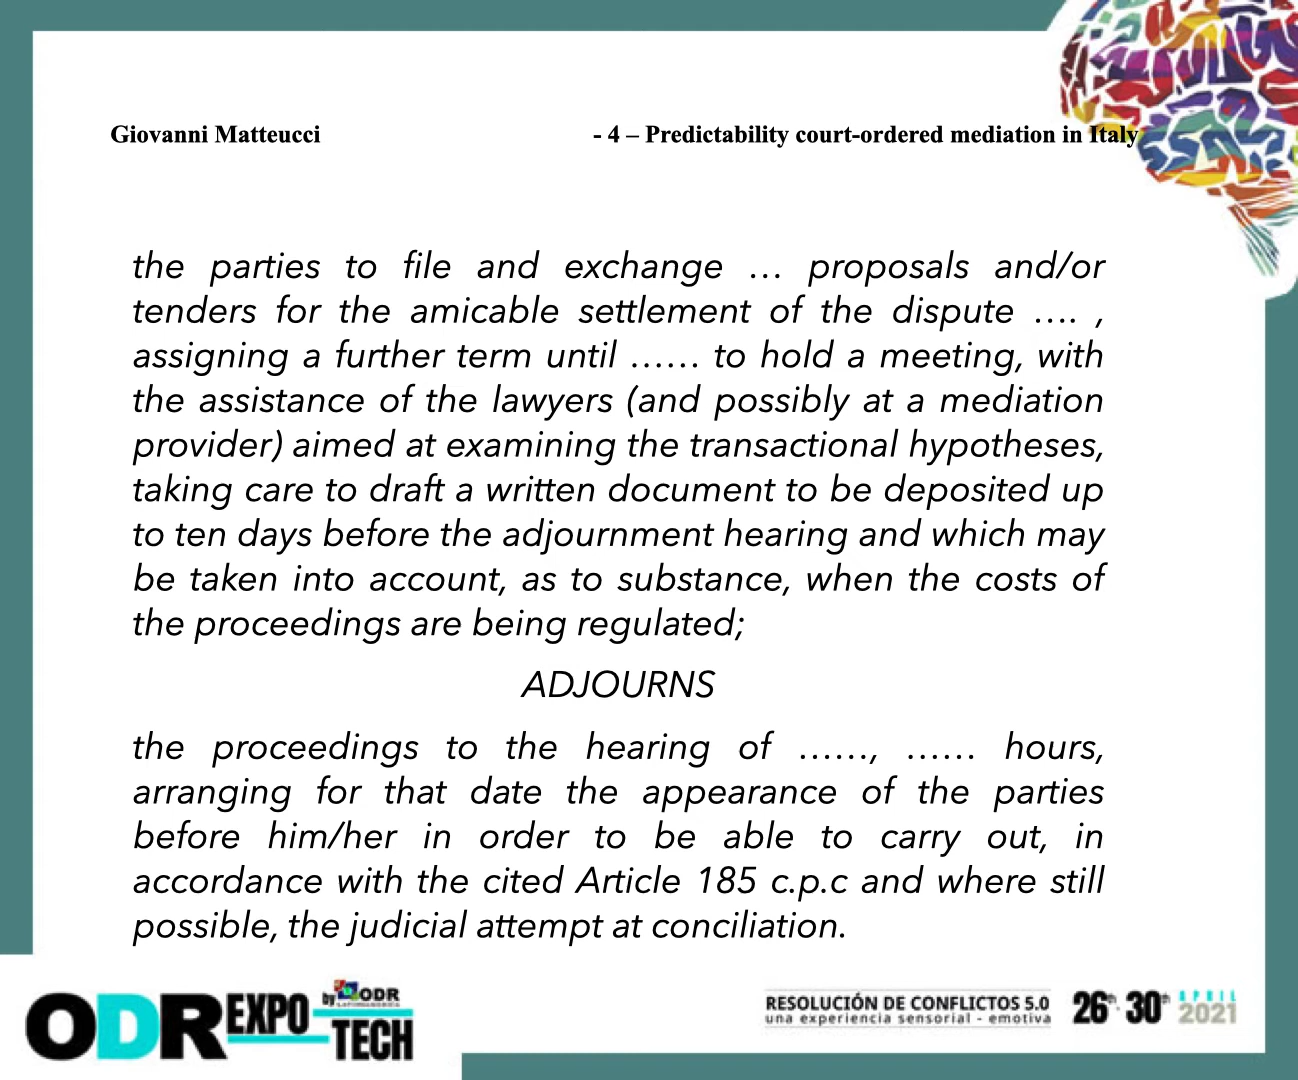 Giovanni Matteucci - 4 – Predictability court-ordered mediation in Italy
the parties to file and exchange … proposals and/or
tenders for the amicable settlement of the dispute …. ,
assigning a further term until …… to hold a meeting, with
the assistance of the lawyers (and possibly at a mediation
provider) aimed at examining the transactional hypotheses,
taking care to draft a written document to be deposited up
to ten days before the adjournment hearing and which may
be taken into account, as to substance, when the costs of
the proceedings are being regulated;
ADJOURNS
the proceedings to the hearing of ……, …… hours,
arranging for that date the appearance of the parties
before him/her in order to be able to carry out, in
accordance with the cited Article 185 c.p.c and where still
possible, the judicial attempt at conciliation.
ODR EXPO TECH by ODR LATINOAMERICA
RESOLUCIÓN DE CONFLICTOS 5.0
una experiencia sensorial - emotiva
26th 30th APRIL 2021